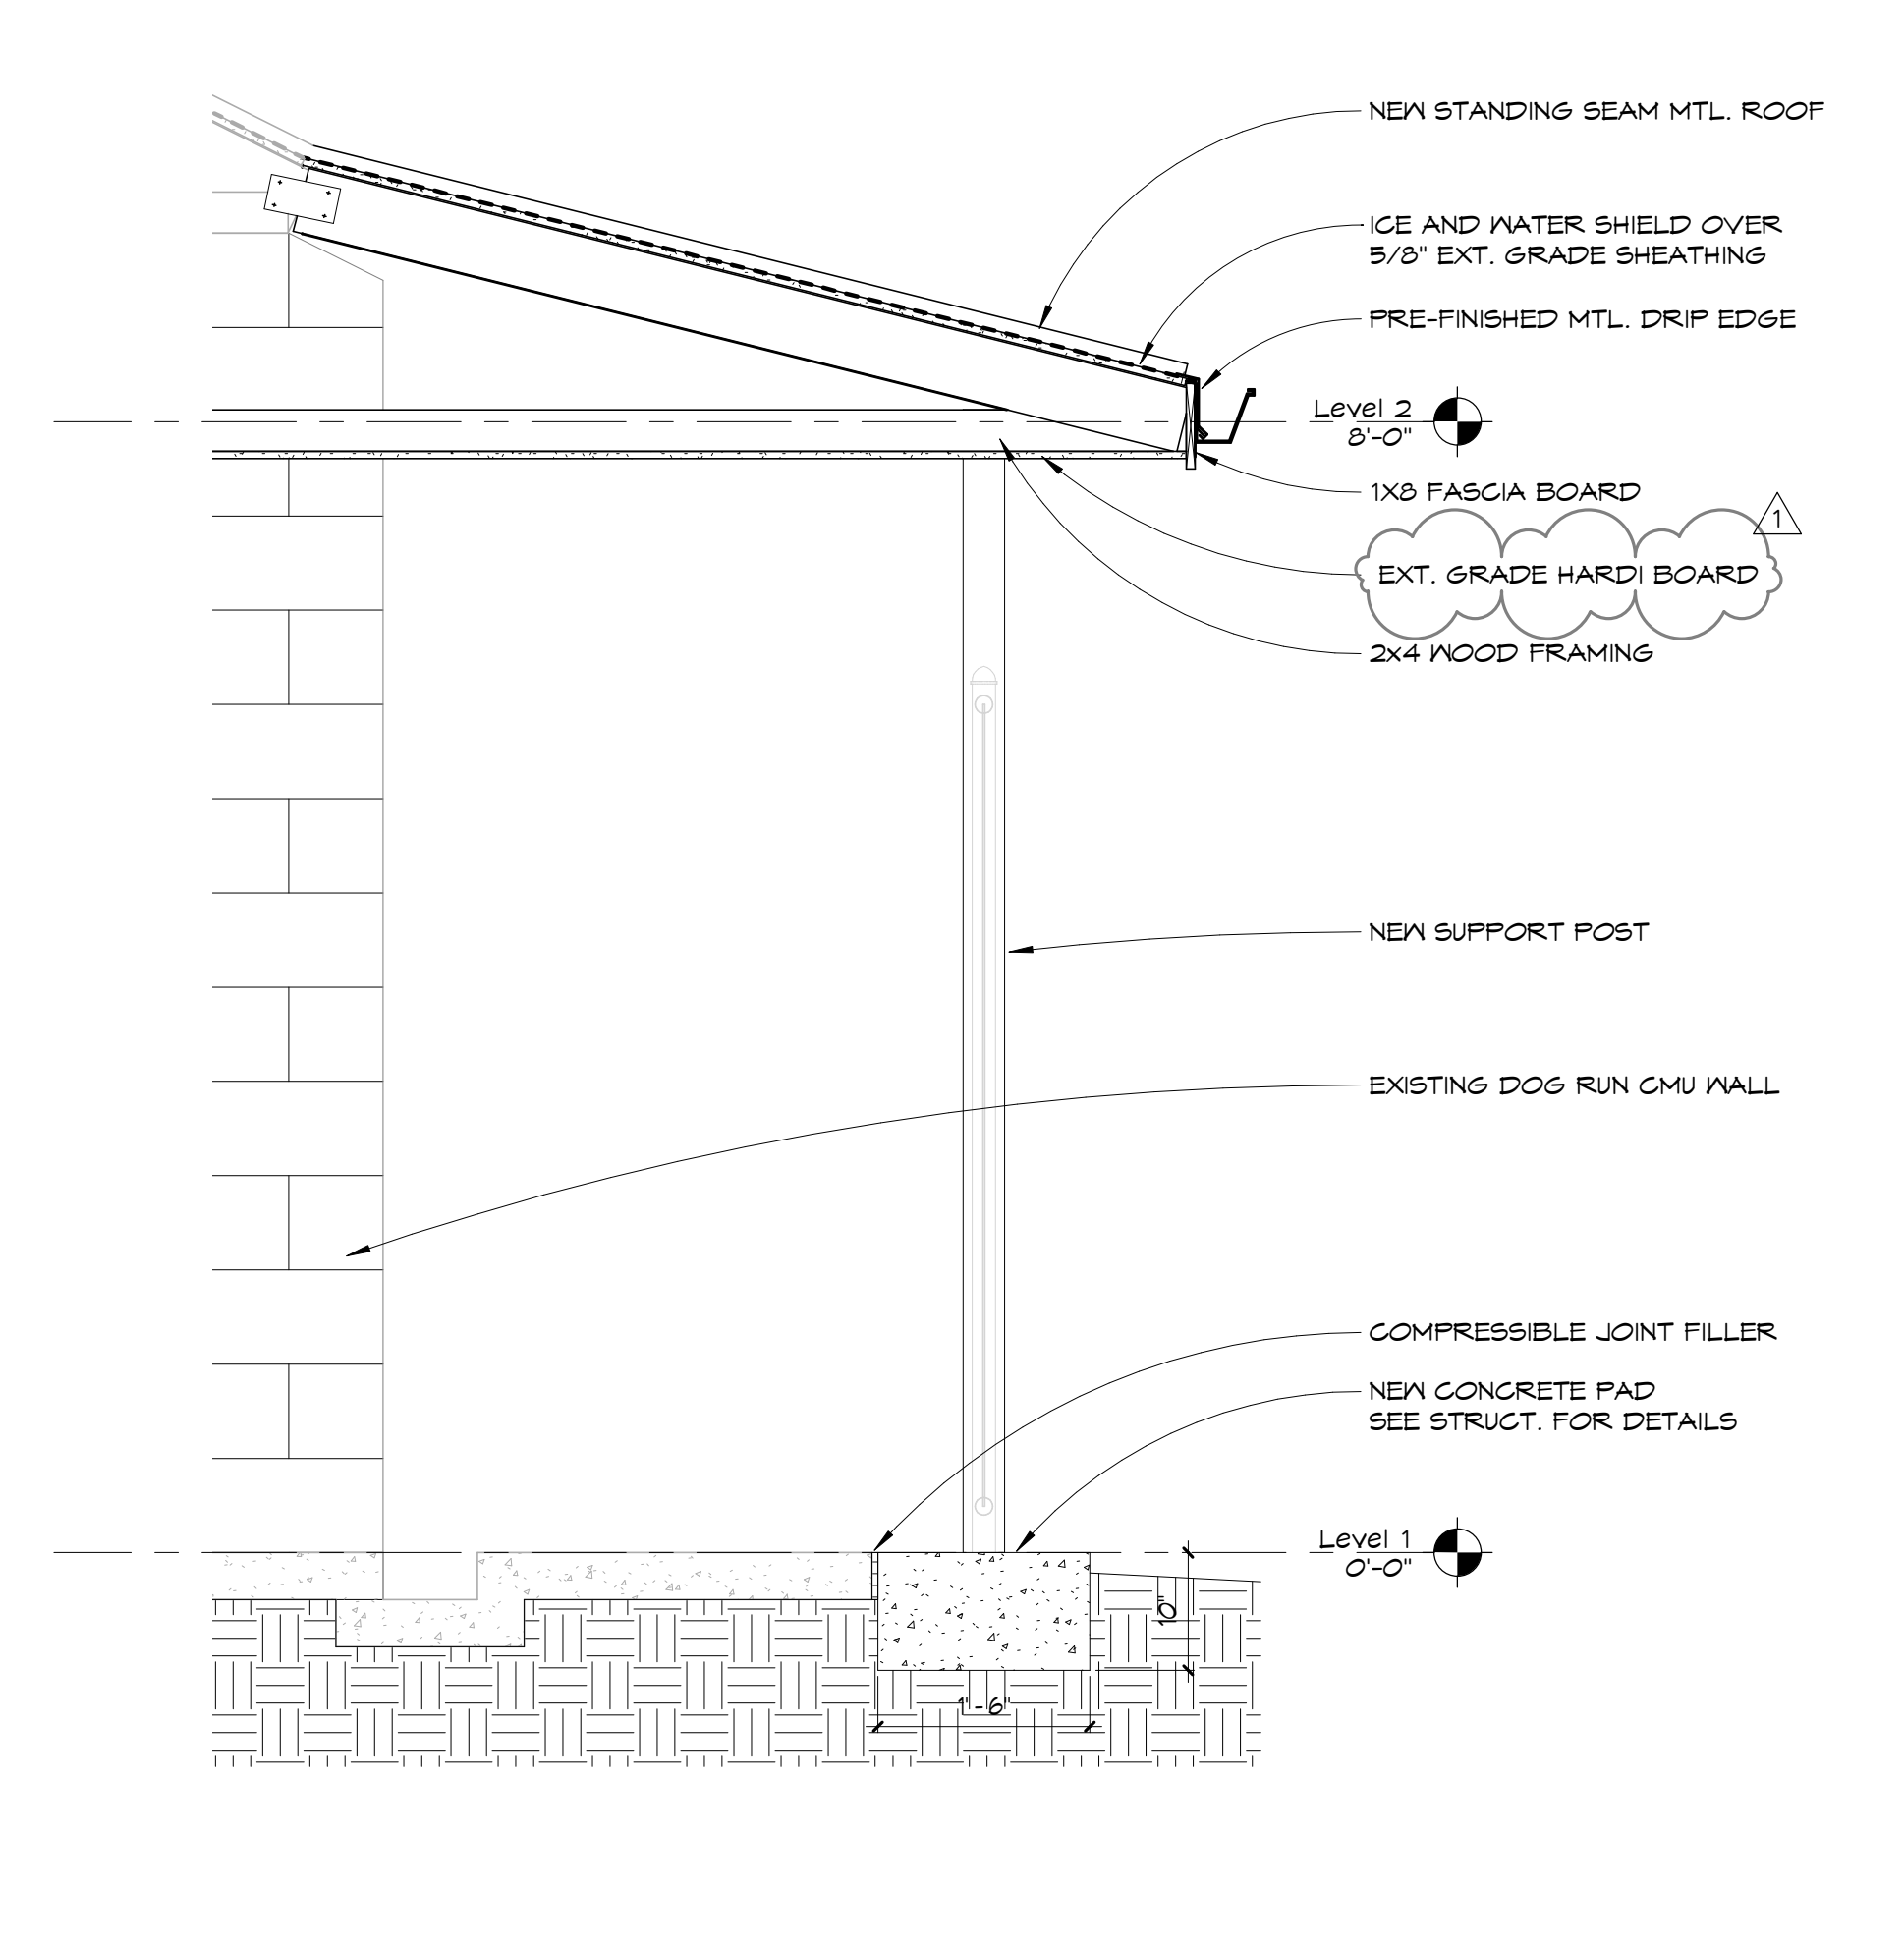 NEW STANDING SEAM MTL. ROOF
ICE AND WATER SHIELD OVER
5/8" EXT. GRADE SHEATHING
PRE-FINISHED MTL. DRIP EDGE
Level 2
8'-0"
1X8 FASCIA BOARD
1
EXT. GRADE HARDI BOARD
2x4 WOOD FRAMING
NEW SUPPORT POST
EXISTING DOG RUN CMU WALL
COMPRESSIBLE JOINT FILLER
NEW CONCRETE PAD
SEE STRUCT. FOR DETAILS
Level 1
0'-0"
10"
1'-6"